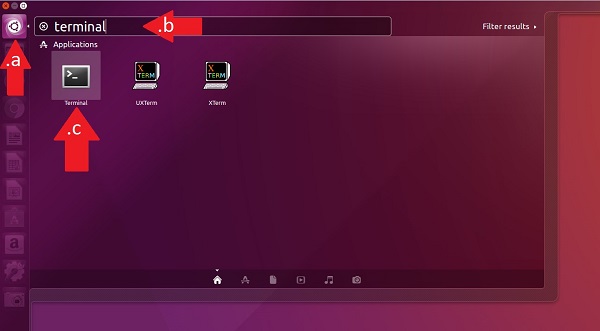 .a
terminal
.b
Filter results
Applications
X
TERM
X
TERM
Terminal
UXTerm
XTerm
.c
a